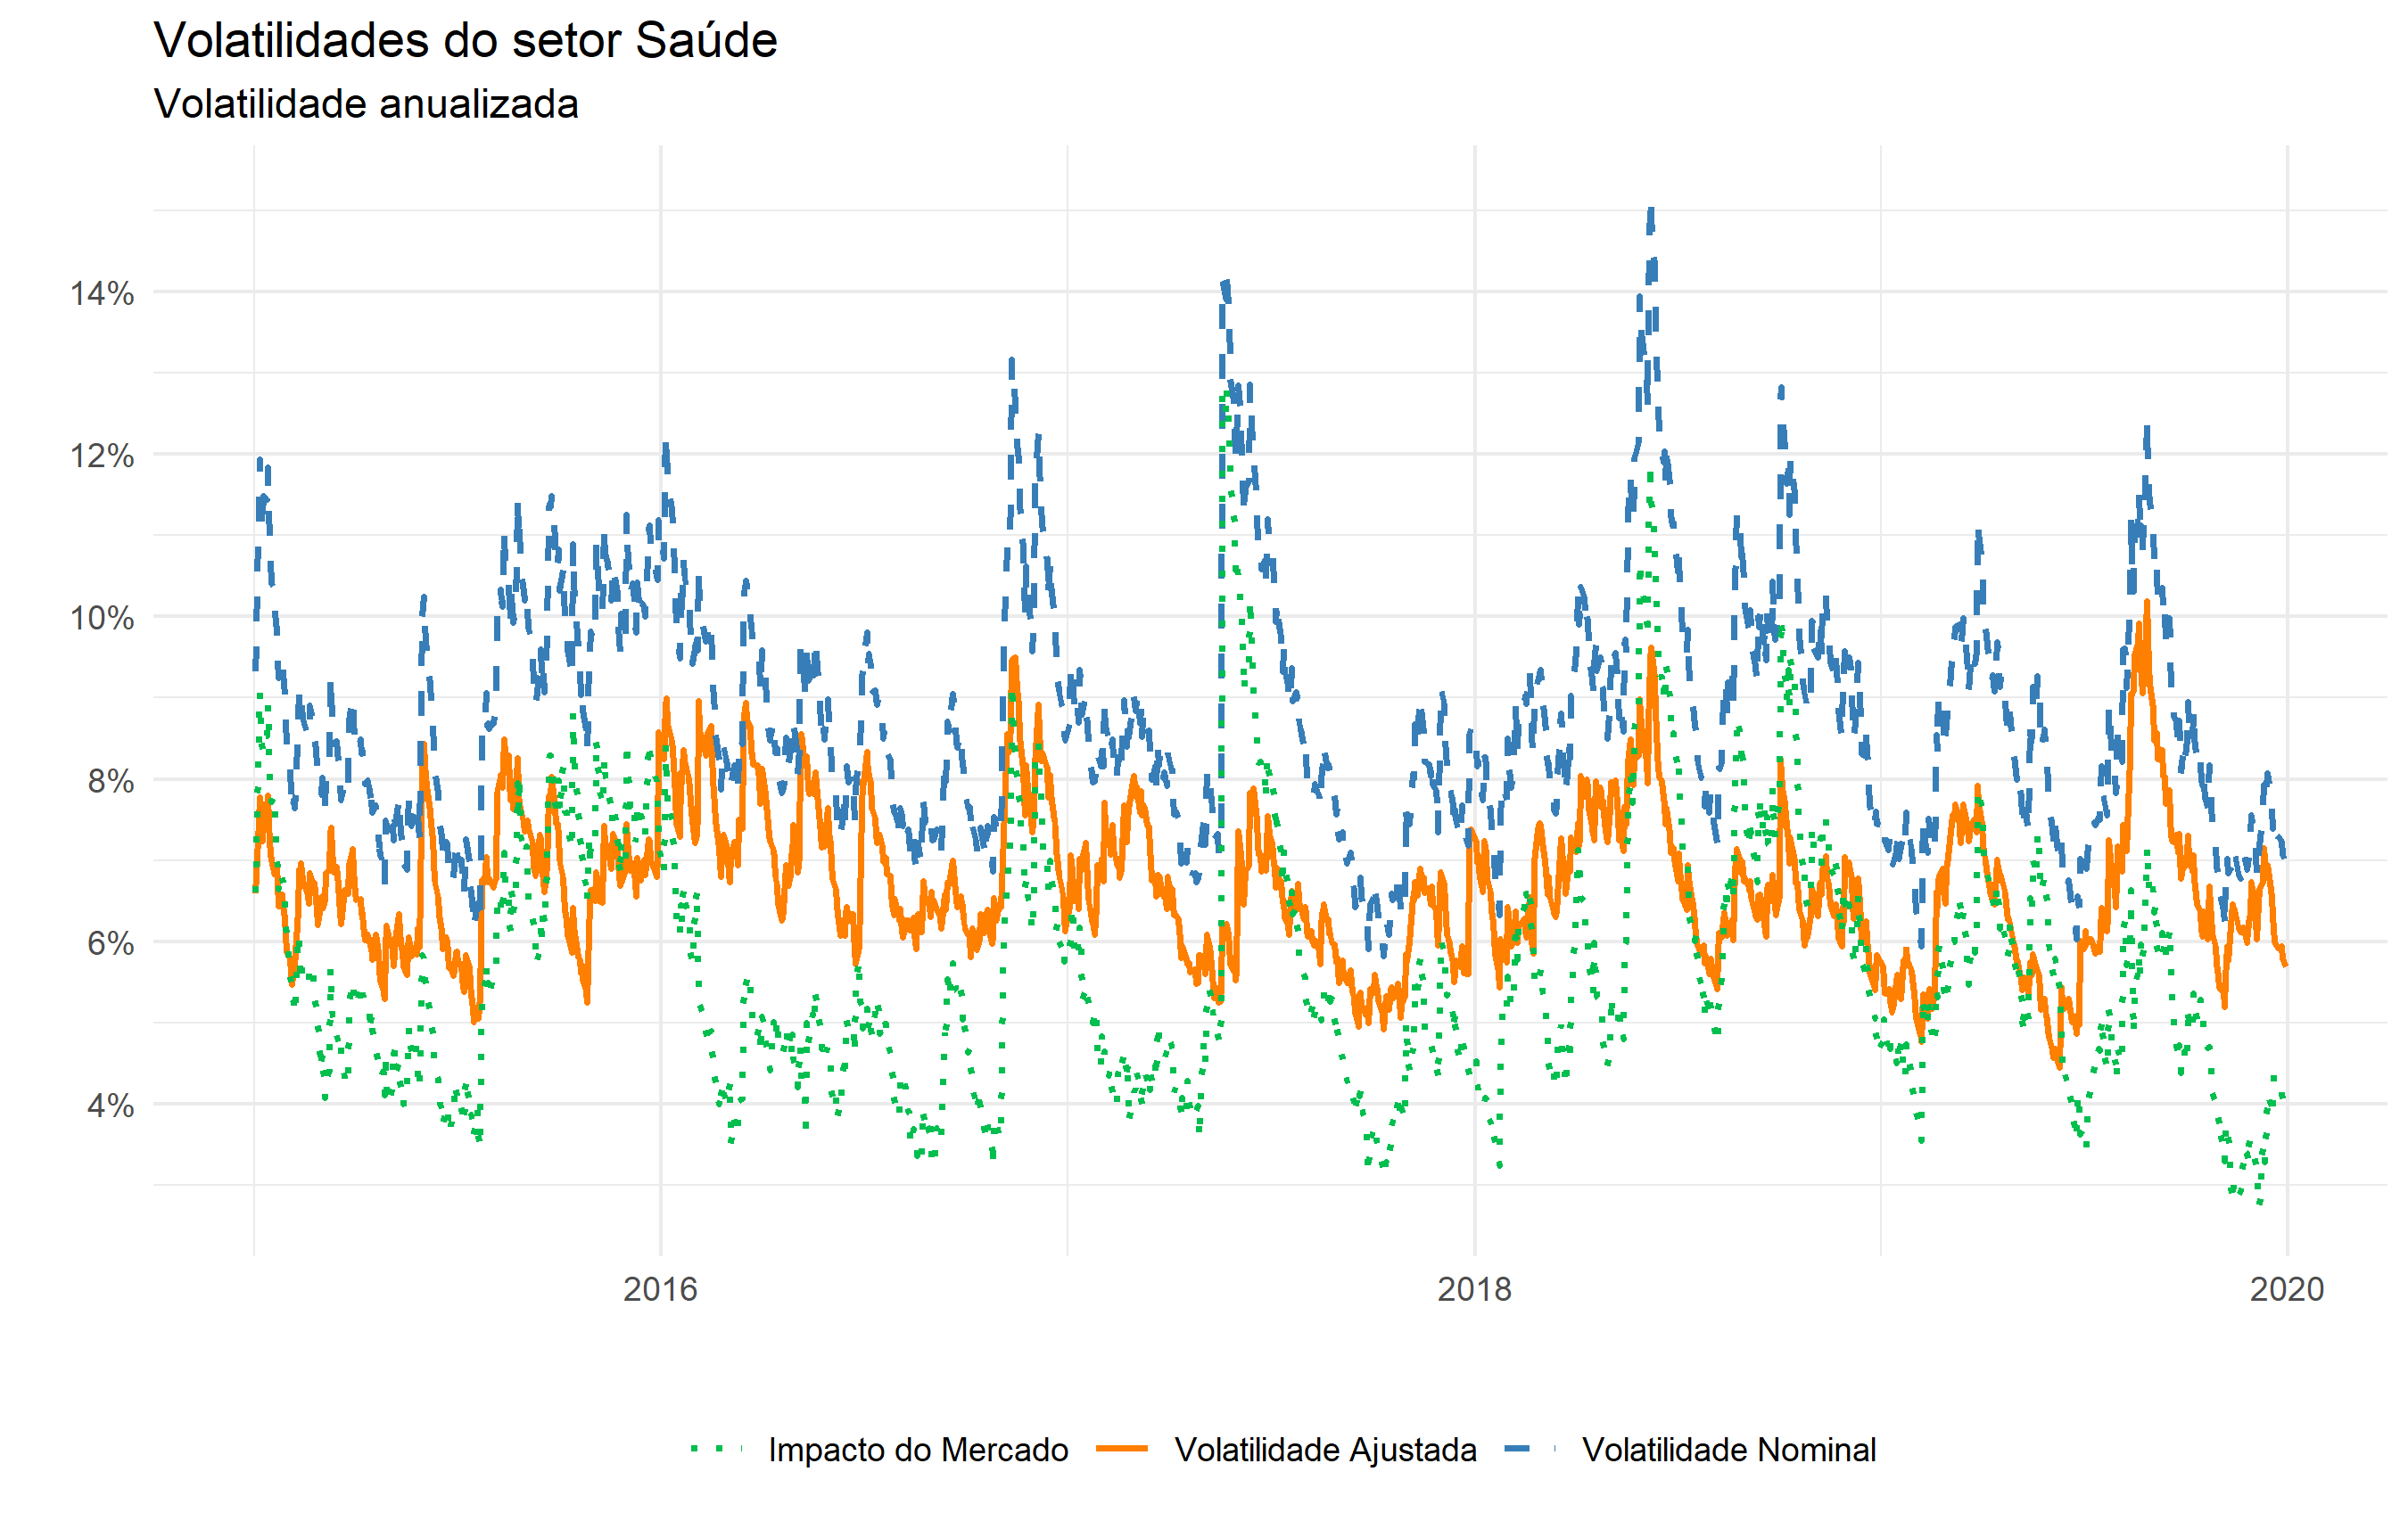 Volatilidades do setor Saúde
Volatilidade anualizada
14%
12%
10%
8%
6%
4%
2016 2018 2020
Impacto do Mercado Volatilidade Ajustada Volatilidade Nominal